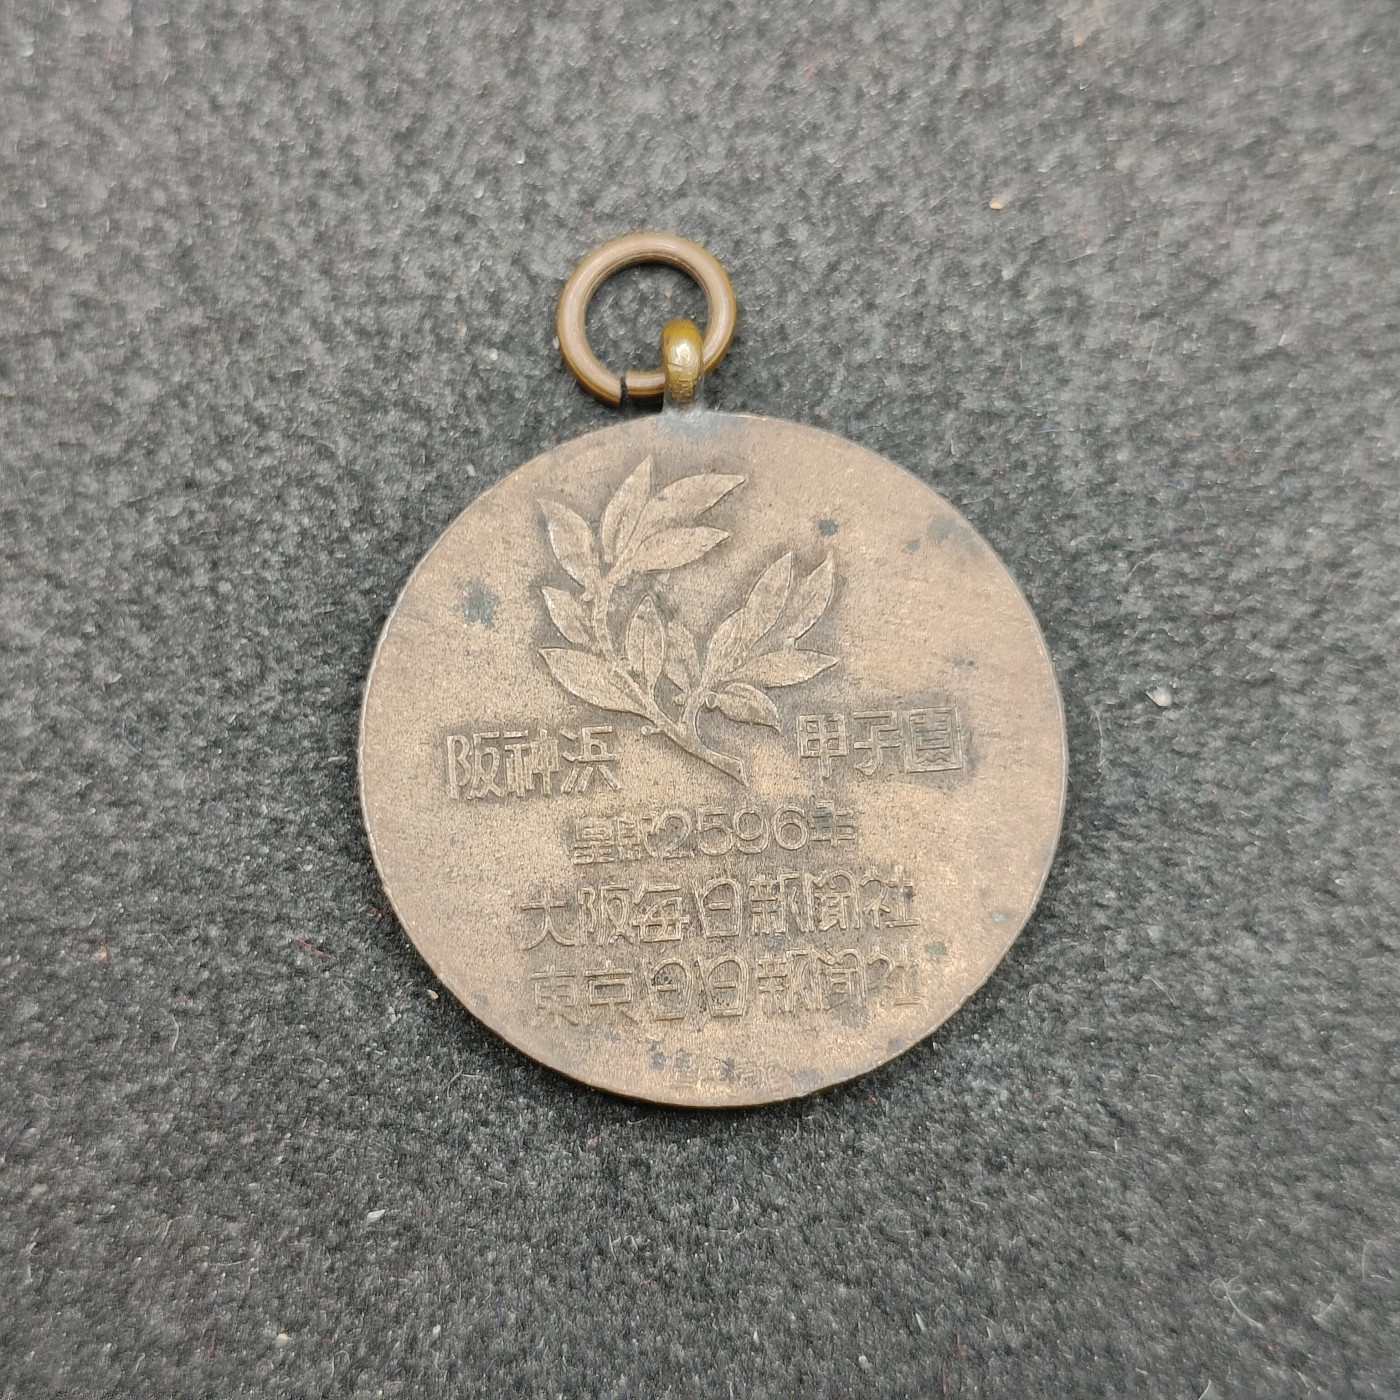 阪神浜 甲子園
皇紀2596年
大阪毎日新聞社
東京日日新聞社